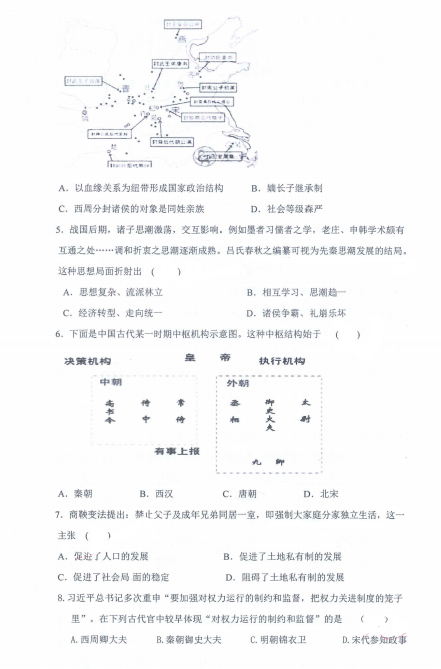 燕
封武王弟康叔
晋
A．以血缘关系为纽带形成国家政治结构 B．嫡长子继承制
C．西周分封诸侯的对象是同姓亲族 D．社会等级森严
5．战国后期，诸子思潮激荡，交互影响。例如墨者习儒者之学，老庄、申韩学术颇有
互通之处……调和折衷之思潮逐渐成熟。吕氏春秋之编纂可视为先秦思潮发展的结局。
这种思想局面折射出 （ ）
A．思想复杂、流派林立 B．相互学习、思潮趋一
C．经济转型、走向统一 D．诸侯争霸、礼崩乐坏
6．下面是中国古代某一时期中枢机构示意图。这种中枢结构始于 （ ）
决策机构 皇 帝 执行机构
中朝 外朝
尚书令 侍中 常侍 丞相 御史大夫 太尉
有事上报
九卿
A．秦朝 B．西汉 C．唐朝 D．北宋
7．商鞅变法提出：禁止父子及成年兄弟同居一室，即强制大家庭分家独立生活，这一
主张 （ ）
A．促进了人口的发展 B．促进了土地私有制的发展
C．促进了社会局面的稳定 D．阻碍了土地私有制的发展
8.习近平总书记多次重申“要加强对权力运行的制约和监督，把权力关进制度的笼子
里”。在下列古代官中较早体现“对权力运行的制约和监督”的是 （ ）
A.西周卿大夫 B.秦朝御史大夫 C.明朝锦衣卫 D.宋代参知政事